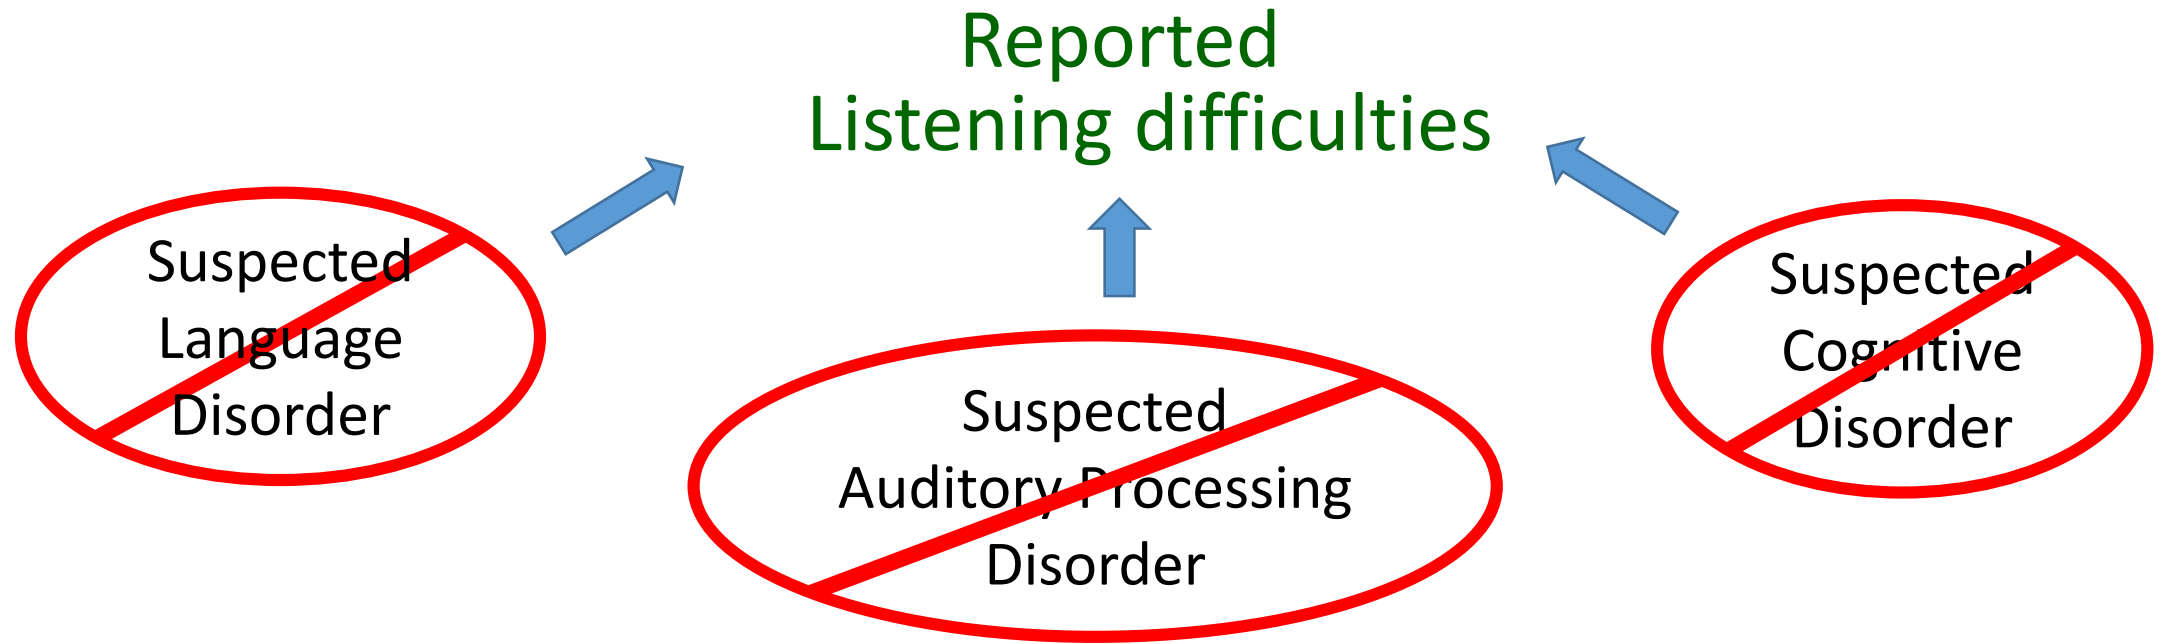 Reported
Listening difficulties
Suspected
Language
Disorder
Suspected
Auditory Processing
Disorder
Suspected
Cognitive
Disorder